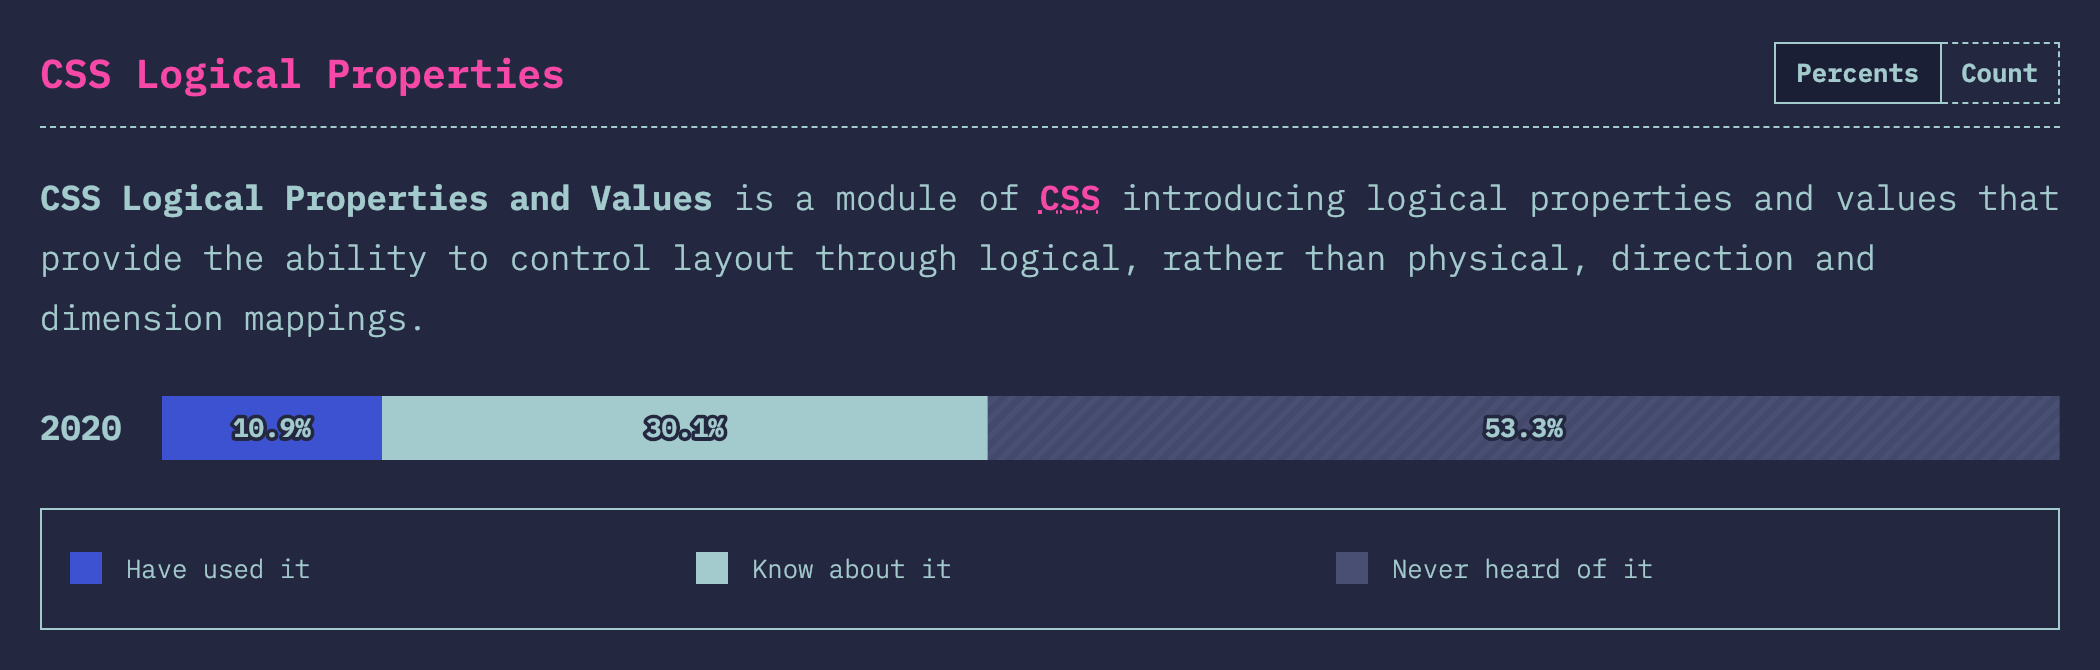 CSS Logical Properties
Percents Count
CSS Logical Properties and Values is a module of CSS introducing logical properties and values that
provide the ability to control layout through logical, rather than physical, direction and
dimension mappings.
2020 10.9% 30.1% 53.3%
Have used it Know about it Never heard of it